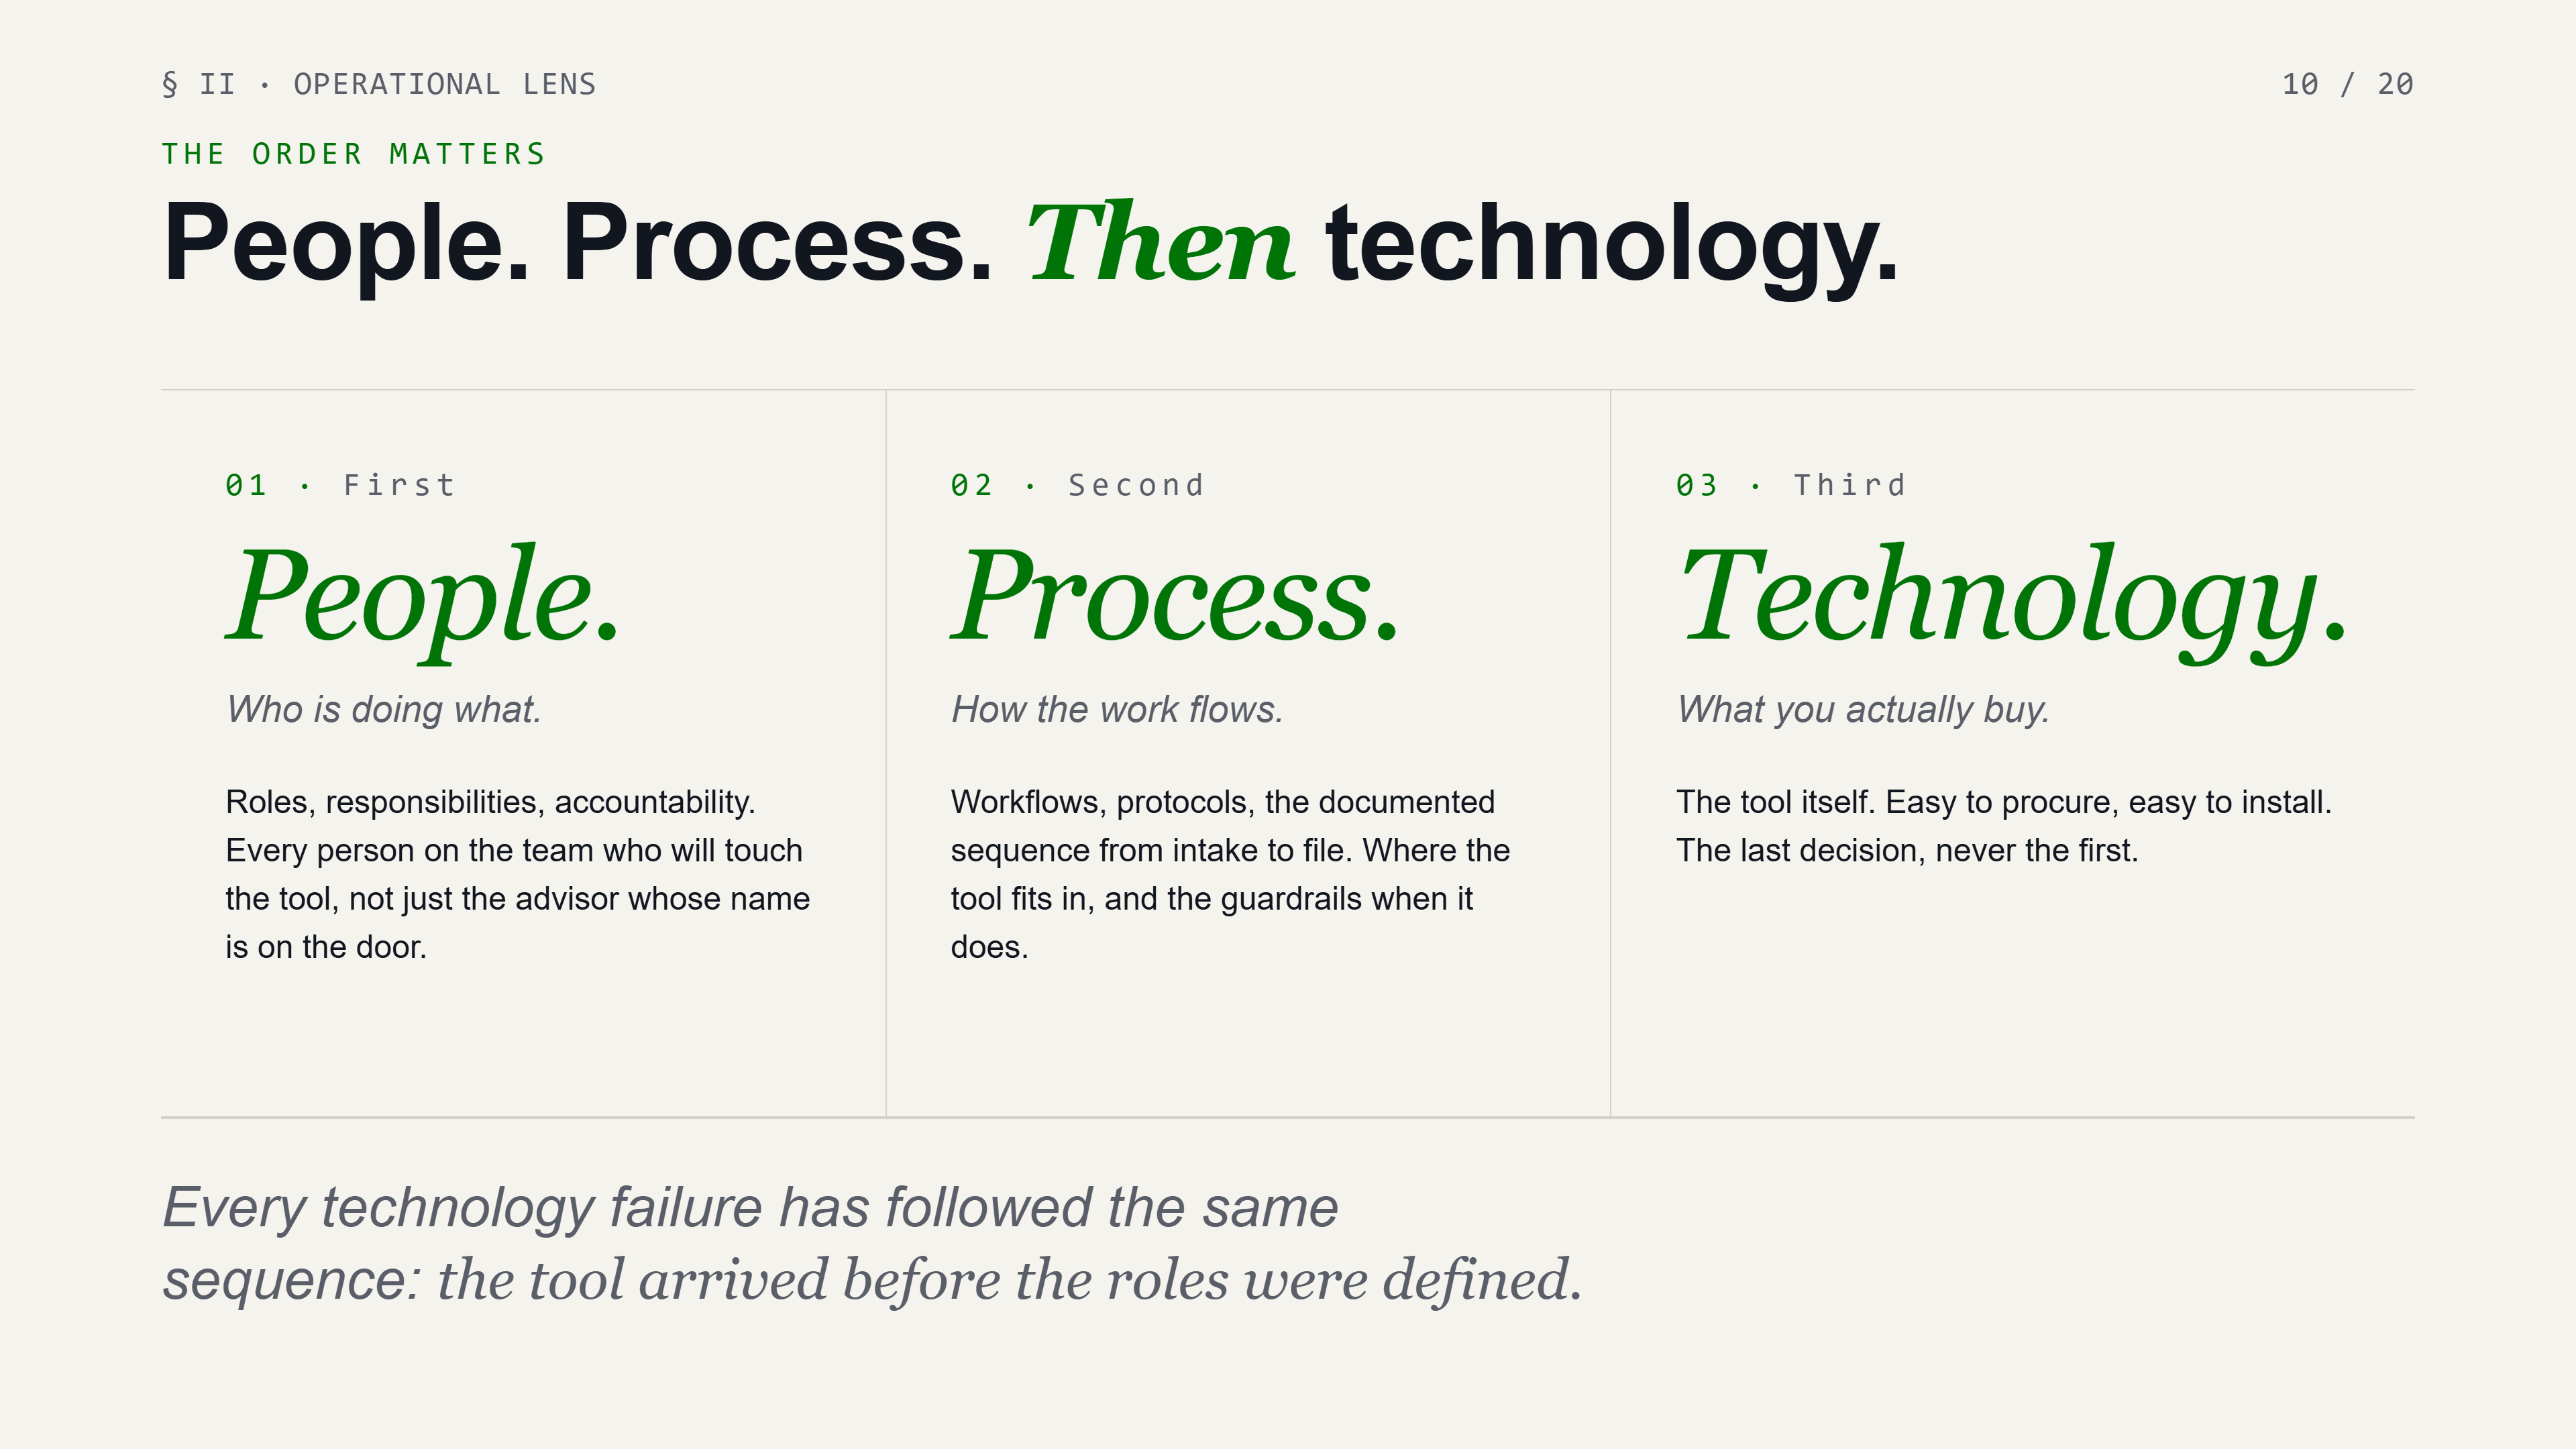 § II · OPERATIONAL LENS
10 / 20
THE ORDER MATTERS
People. Process. Then technology.
01 · First
People.
Who is doing what.
Roles, responsibilities, accountability.
Every person on the team who will touch
the tool, not just the advisor whose name
is on the door.
02 · Second
Process.
How the work flows.
Workflows, protocols, the documented
sequence from intake to file. Where the
tool fits in, and the guardrails when it
does.
03 · Third
Technology.
What you actually buy.
The tool itself. Easy to procure, easy to install.
The last decision, never the first.
Every technology failure has followed the same
sequence: the tool arrived before the roles were defined.